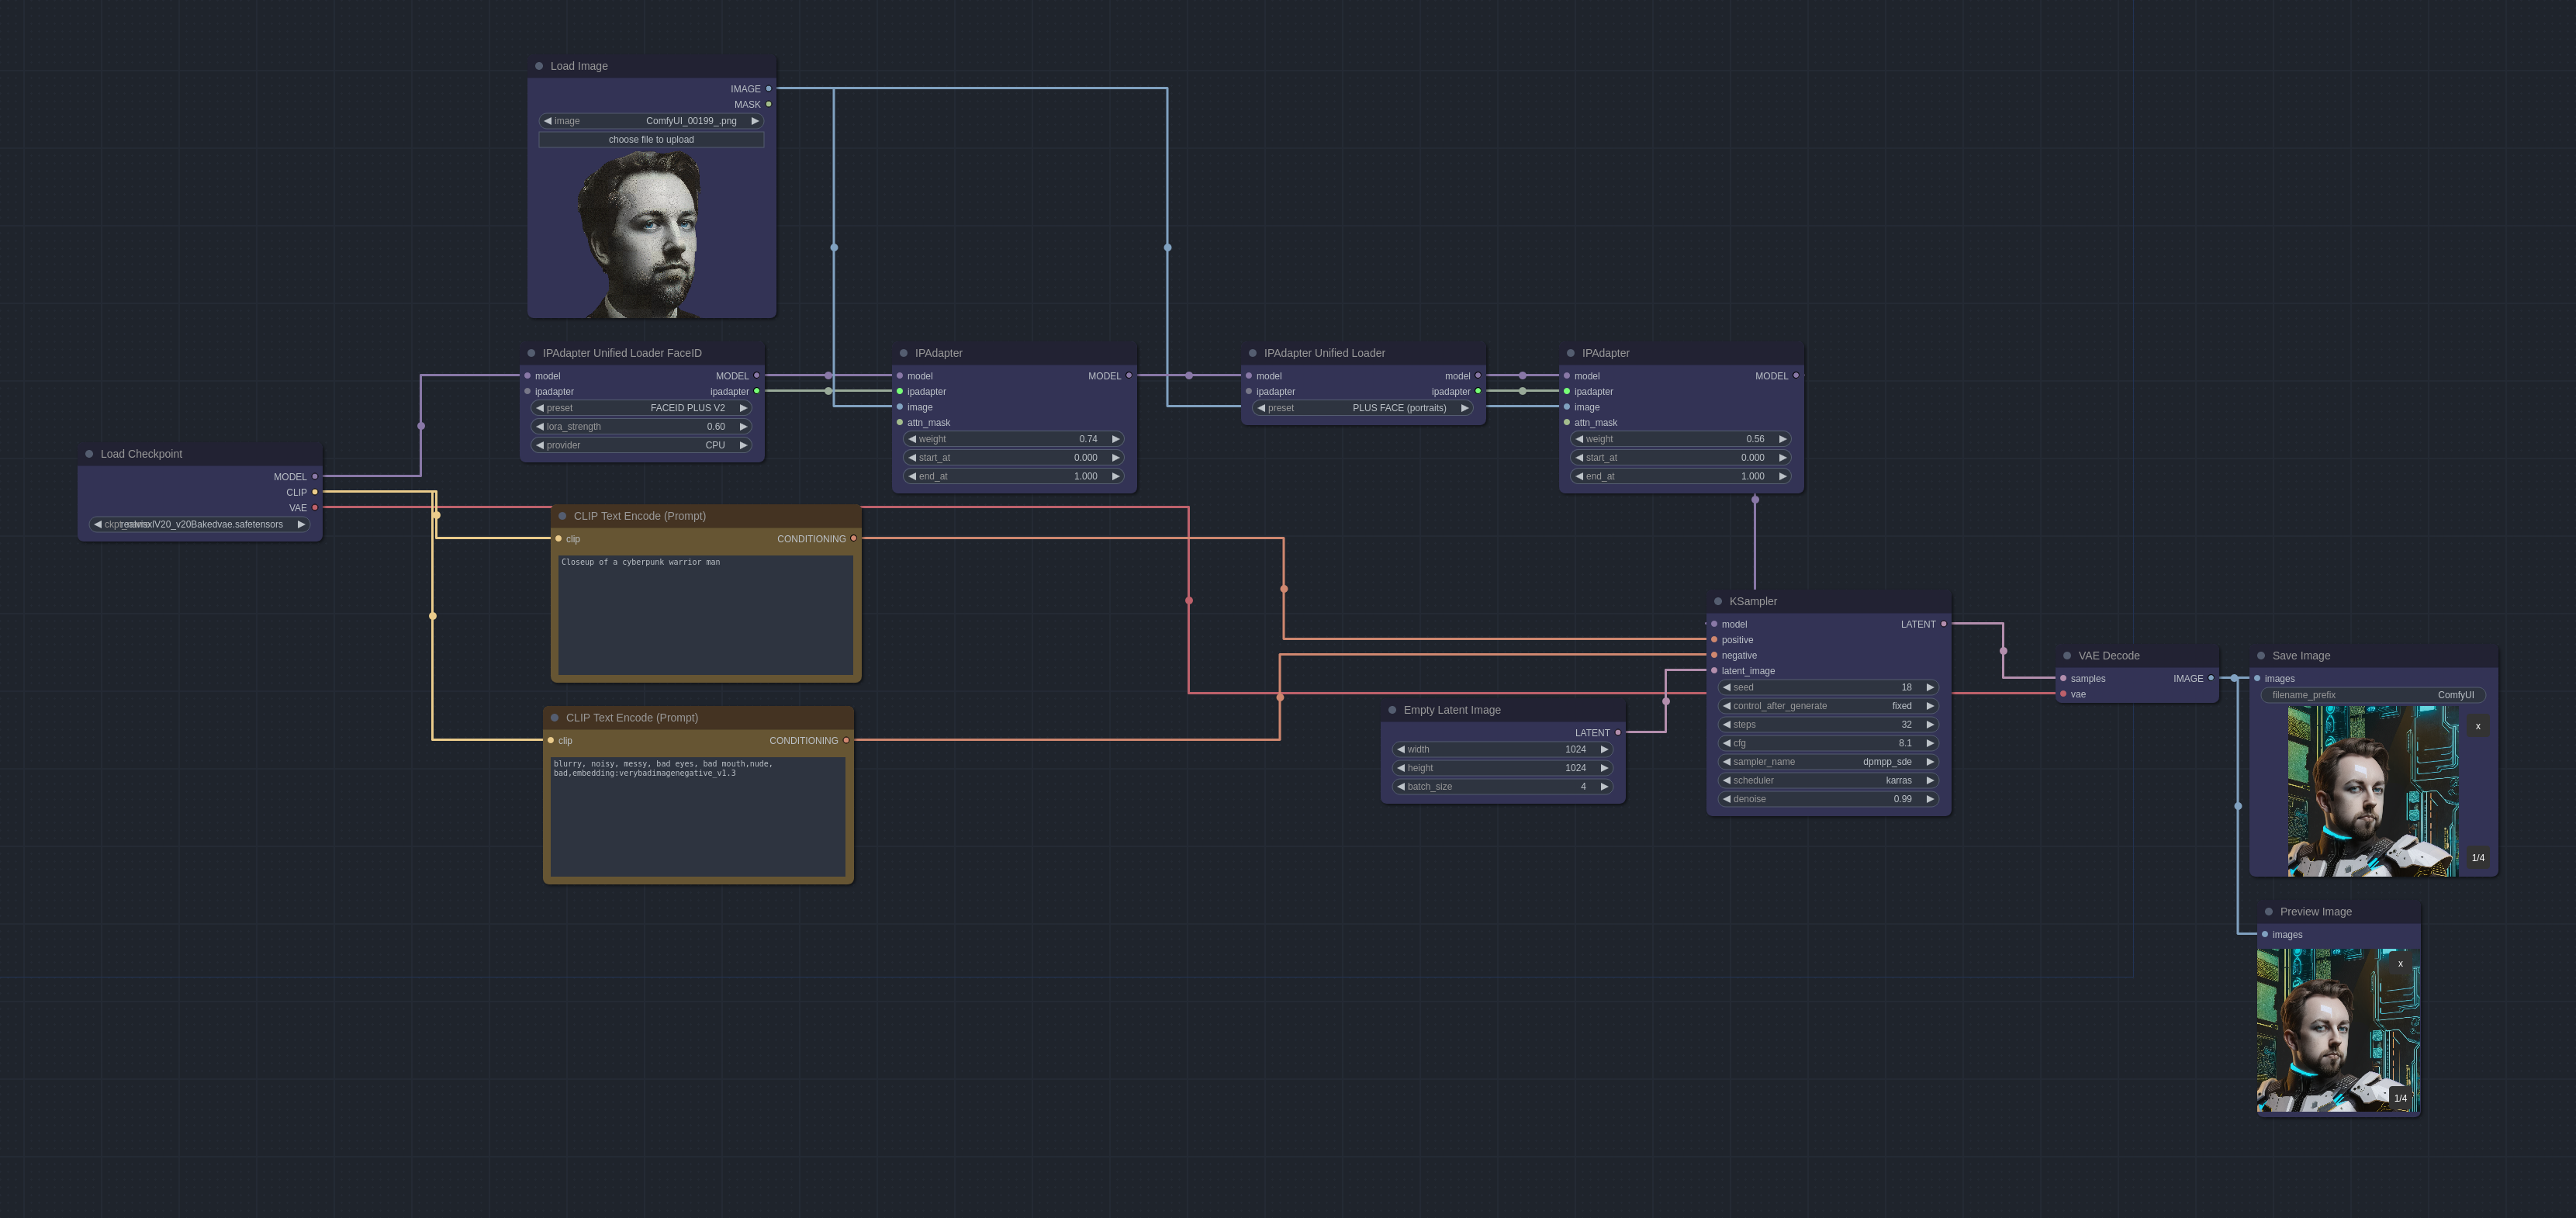 Load Image
IMAGE
MASK
image ComfyUI_00199_.png
choose file to upload
IPAdapter Unified Loader FaceID
model MODEL
ipadapter ipadapter
preset FACEID PLUS V2
lora_strength 0.60
provider CPU
IPAdapter
model MODEL
ipadapter
image
attn_mask
weight 0.74
start_at 0.000
end_at 1.000
IPAdapter Unified Loader
model model
ipadapter ipadapter
preset PLUS FACE (portraits)
IPAdapter
model MODEL
ipadapter
image
attn_mask
weight 0.56
start_at 0.000
end_at 1.000
Load Checkpoint
MODEL
CLIP
VAE
CLIP Text Encode (Prompt)
clip CONDITIONING
Closeup of a cyberpunk warrior man
CLIP Text Encode (Prompt)
clip CONDITIONING
blurry, noisy, messy, bad eyes, bad mouth,nude,
bad,embedding:verybadimagenegative_v1.3
Empty Latent Image
LATENT
width 1024
height 1024
batch_size 4
KSampler
model LATENT
positive
negative
latent_image
seed 18
control_after_generate fixed
steps 32
cfg 8.1
sampler_name dpmpp_sde
scheduler karras
denoise 0.99
VAE Decode
samples IMAGE
vae
Save Image
images
filename_prefix ComfyUI
x
1/4
Preview Image
images
x
1/4